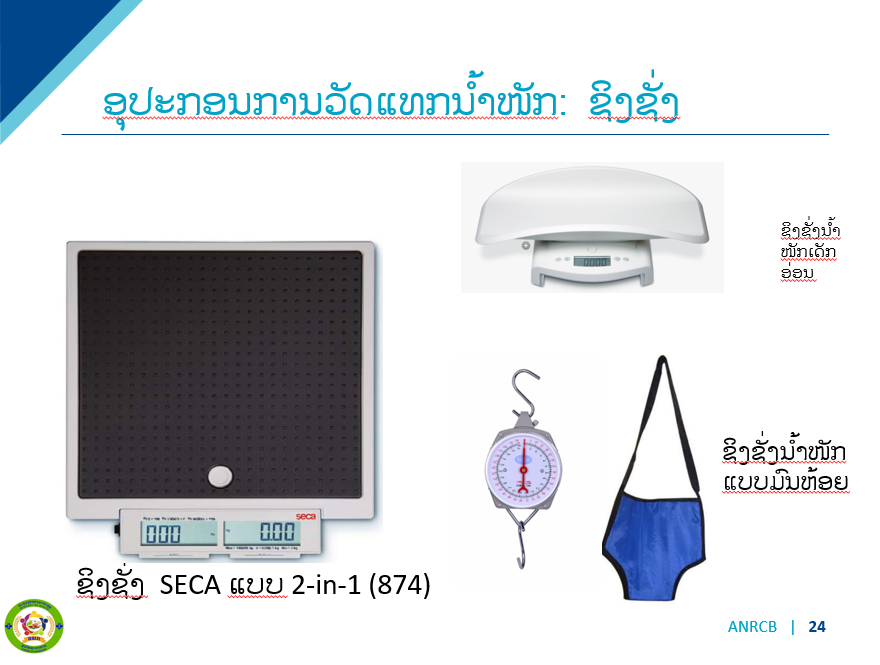 ອຸປະກອນການວັດແທກນ້ຳໜັກ: ຊິງຊັ່ງ
ຊິງຊັ່ງນ້ຳ
ໜັກເດັກ
ອ່ອນ
ຊິງຊັ່ງນ້ຳໜັກ
ແບບມົນຫ້ອຍ
seca
000
0.00
ຊິງຊັ່ງ SECA ແບບ 2-in-1 (874)
ANRCB | 24